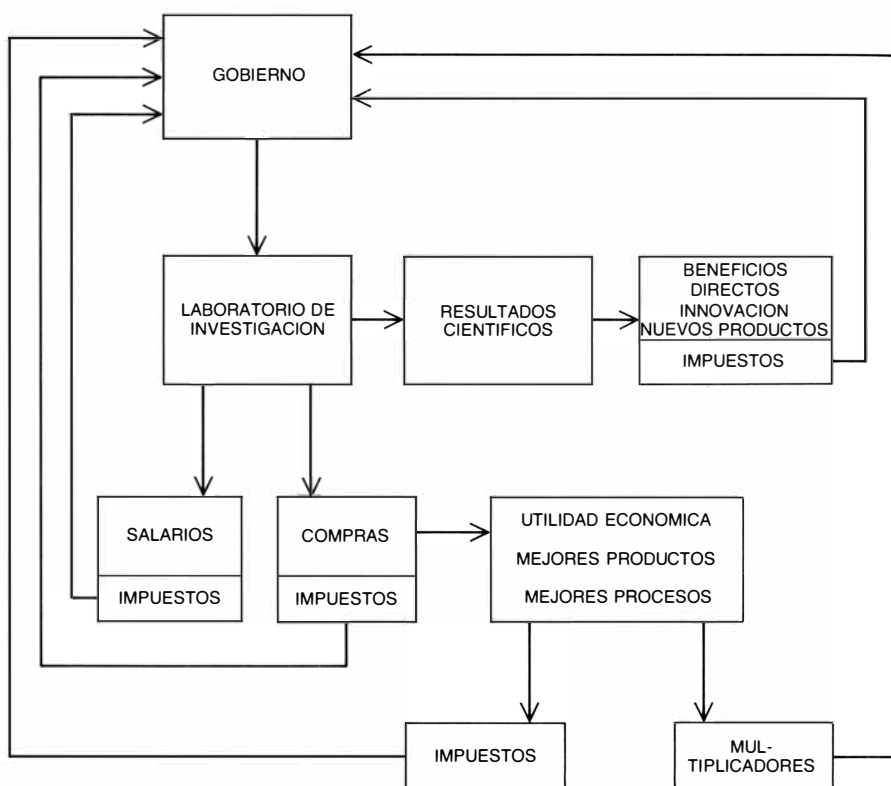 GOBIERNO
LABORATORIO DE
INVESTIGACION
RESULTADOS
CIENTIFICOS
BENEFICIOS
DIRECTOS
INNOVACION
NUEVOS PRODUCTOS
IMPUESTOS
SALARIOS
IMPUESTOS
COMPRAS
IMPUESTOS
UTILIDAD ECONOMICA
MEJORES PRODUCTOS
MEJORES PROCESOS
IMPUESTOS
MUL-
TIPLICADORES